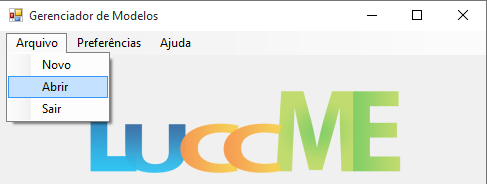 Gerenciador de Modelos
Arquivo Preferências Ajuda
Novo
Abrir
Sair
LuccME